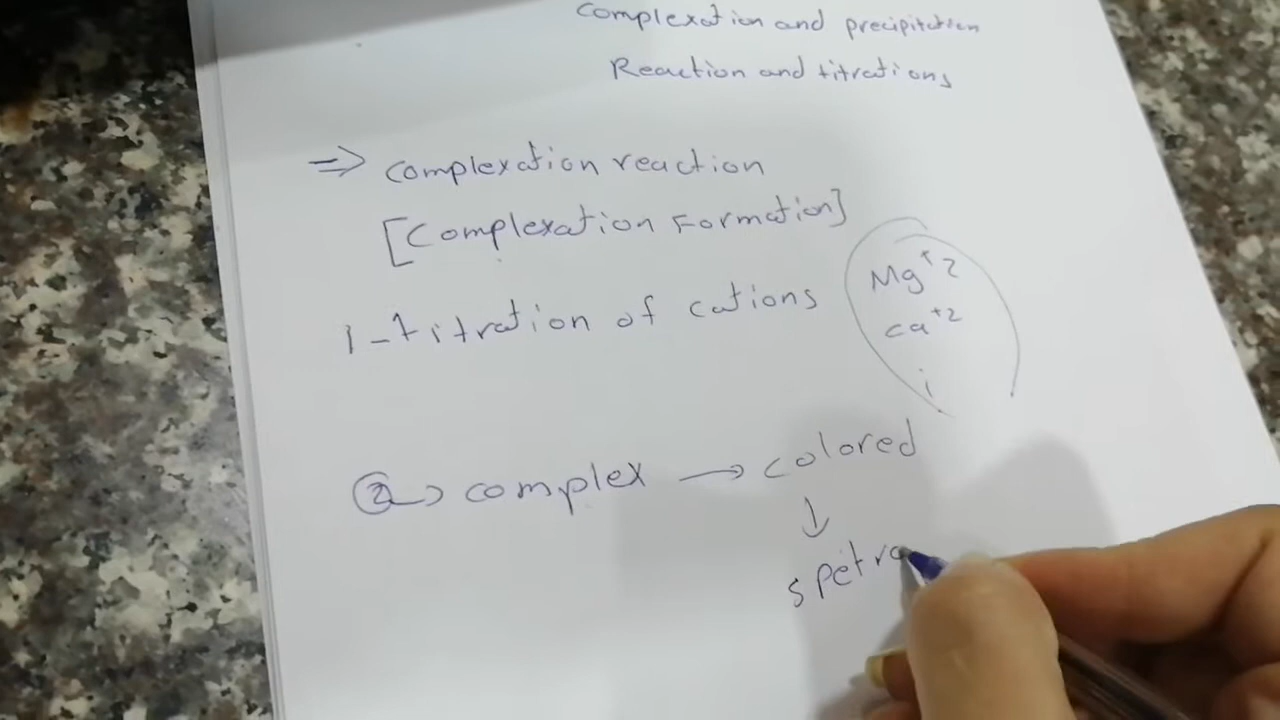 Complexation and precipitation
Reaction and titrations
⇒ complexation reaction
[Complexation Formation]
1-titration of cations
Mg+2
ca+2
i
2→ complex → colored
↓
spetro